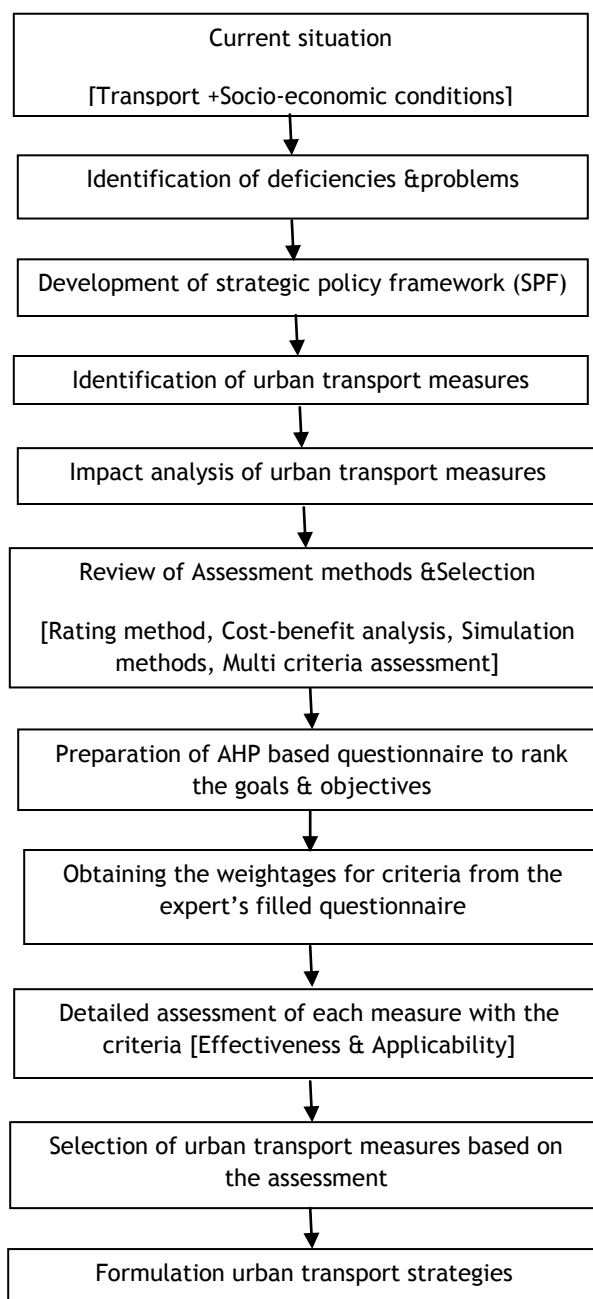 Current situation
[Transport +Socio-economic conditions]
Identification of deficiencies &problems
Development of strategic policy framework (SPF)
Identification of urban transport measures
Impact analysis of urban transport measures
Review of Assessment methods &Selection
[Rating method, Cost-benefit analysis, Simulation
methods, Multi criteria assessment]
Preparation of AHP based questionnaire to rank
the goals & objectives
Obtaining the weightages for criteria from the
expert’s filled questionnaire
Detailed assessment of each measure with the
criteria [Effectiveness & Applicability]
Selection of urban transport measures based on
the assessment
Formulation urban transport strategies